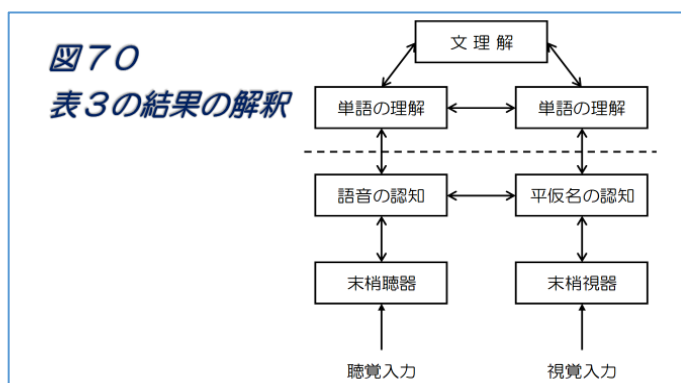 図70
表3の結果の解釈
文理解
単語の理解
単語の理解
語音の認知
平仮名の認知
末梢聴器
末梢視器
聴覚入力
視覚入力